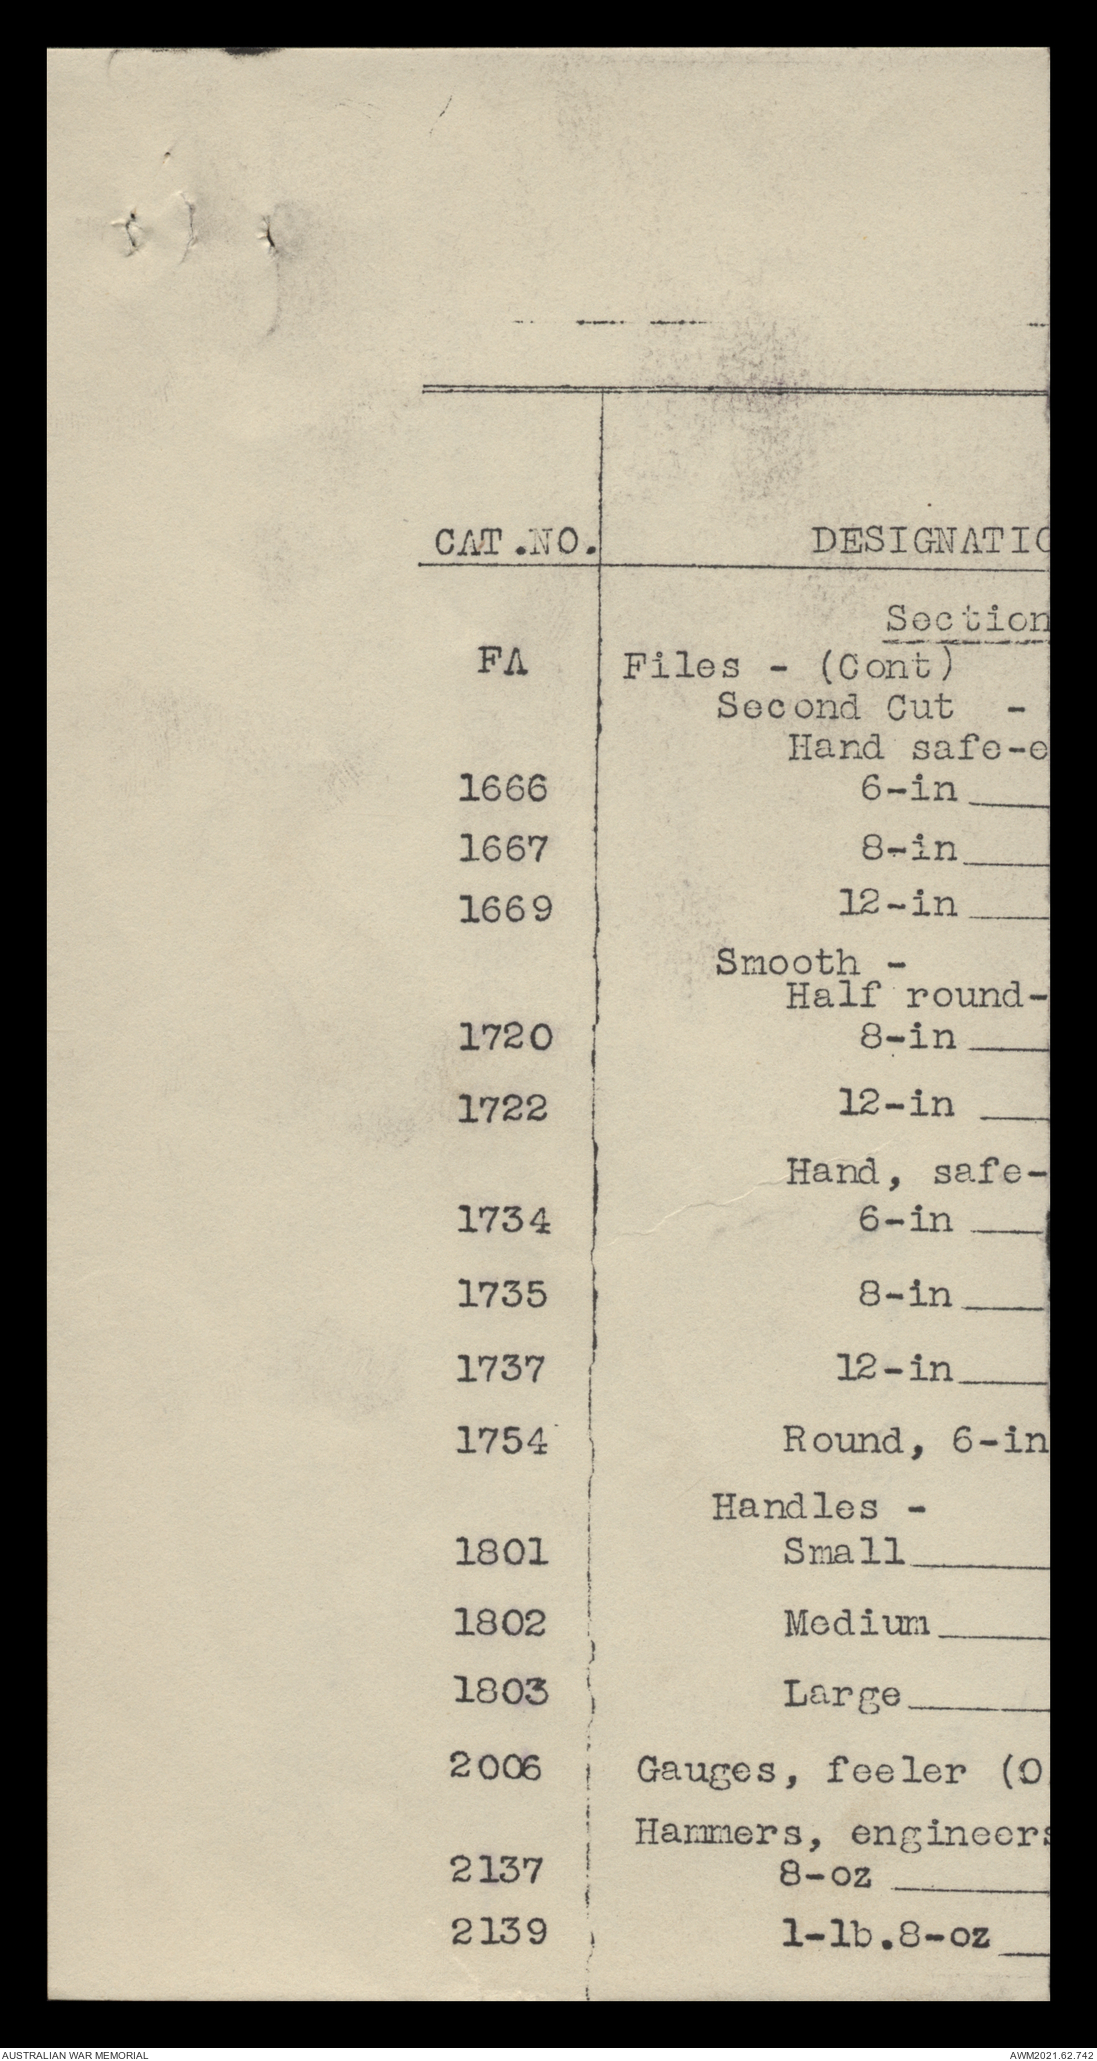 CAT.NO. DESIGNATIO
Section
FA Files - (Cont)
Second Cut -
Hand safe-e
1666 6-in
1667 8-in
1669 12-in
Smooth -
Half round-
1720 8-in
1722 12-in
Hand, safe-
1734 6-in
1735 8-in
1737 12-in
1754 Round, 6-in
Handles -
1801 Small
1802 Medium
1803 Large
2006 Gauges, feeler (O
Hammers, engineers
2137 8-oz
2139 1-lb.8-oz
AUSTRALIAN WAR MEMORIAL AWM2021.62.742